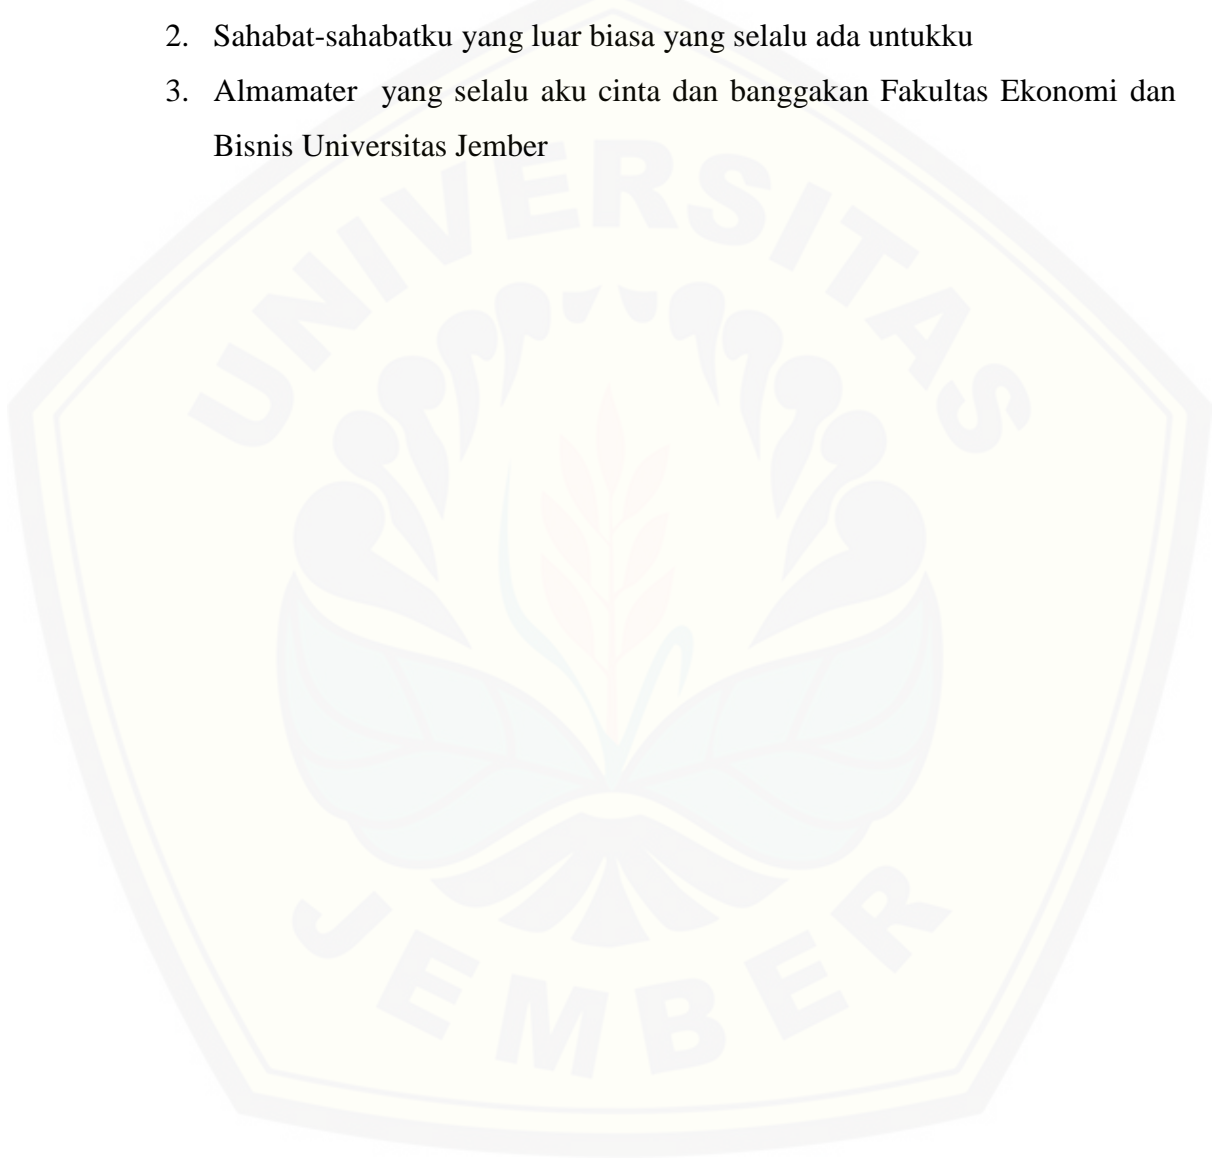 2. Sahabat-sahabatku yang luar biasa yang selalu ada untukku
3. Almamater yang selalu aku cinta dan banggakan Fakultas Ekonomi dan
Bisnis Universitas Jember
UNIVERSITAS
JEMBER